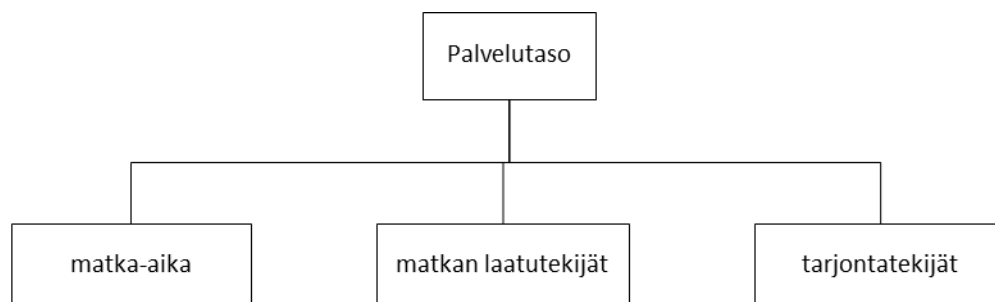 Palvelutaso
matka-aika
matkan laatutekijät
tarjontatekijät